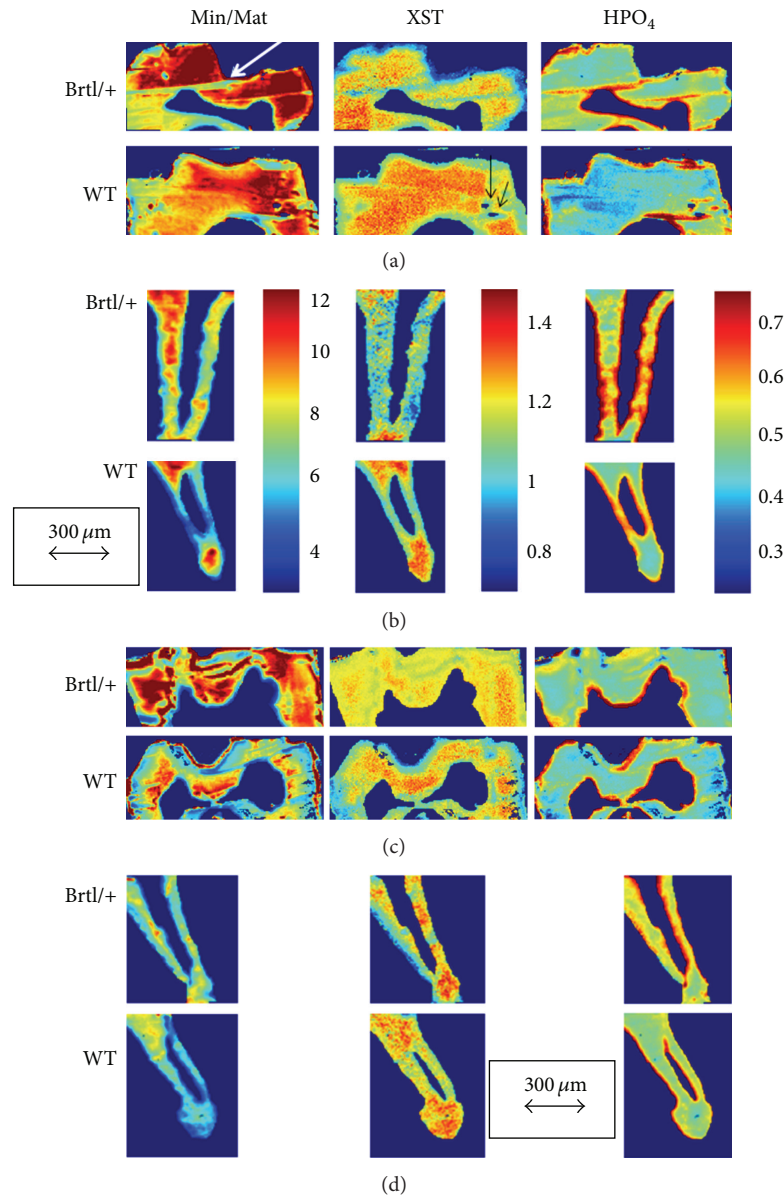 Min/Mat XST HPO₄
Brtl/+
WT
(a)
Brtl/+
12 1.4 0.7
10 0.6
8 1.2 0.5
WT
6 1 0.4
300 μm
4 0.8 0.3
(b)
Brtl/+
WT
(c)
Brtl/+
WT
300 μm
(d)